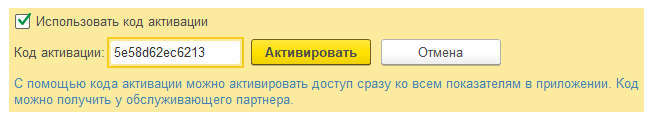 Использовать код активации
Код активации: 5e58d62ec6213 Активировать Отмена
С помощью кода активации можно активировать доступ сразу ко всем показателям в приложении. Код
можно получить у обслуживающего партнера.